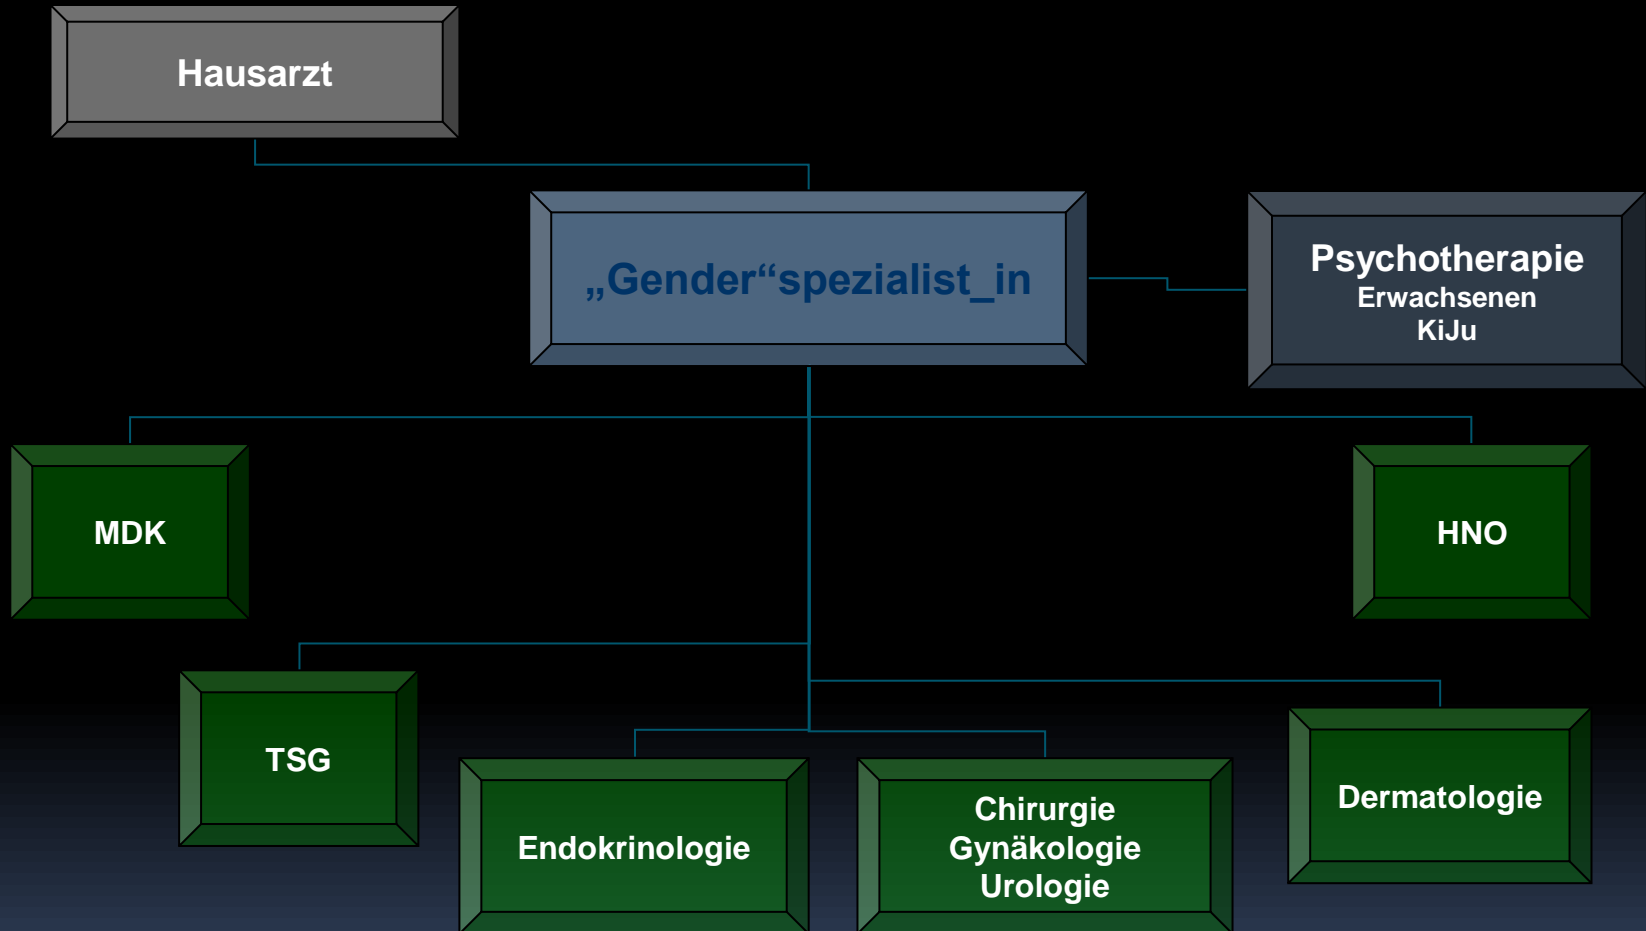 Hausarzt
„Gender“spezialist_in
Psychotherapie
Erwachsenen
KiJu
MDK
HNO
TSG
Endokrinologie
Chirurgie
Gynäkologie
Urologie
Dermatologie